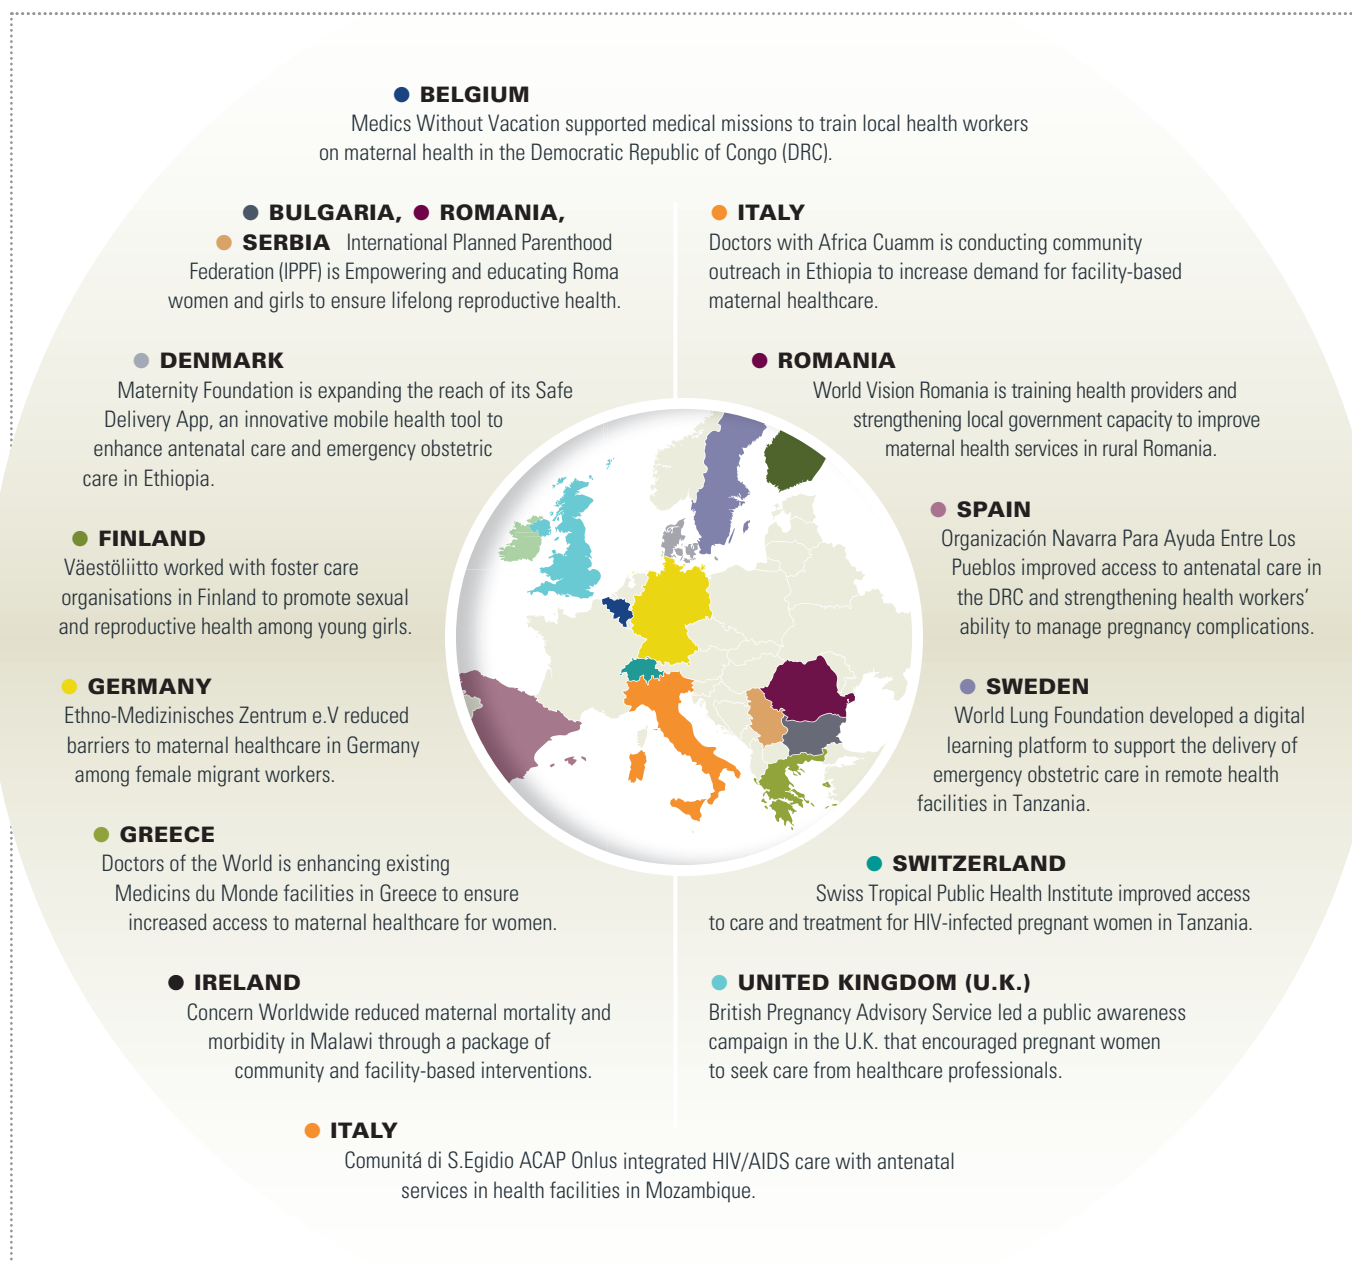 BELGIUM
Medics Without Vacation supported medical missions to train local health workers
on maternal health in the Democratic Republic of Congo (DRC).
BULGARIA, ROMANIA,
SERBIA International Planned Parenthood
Federation (IPPF) is Empowering and educating Roma
women and girls to ensure lifelong reproductive health.
DENMARK
Maternity Foundation is expanding the reach of its Safe
Delivery App, an innovative mobile health tool to
enhance antenatal care and emergency obstetric
care in Ethiopia.
FINLAND
Väestöliitto worked with foster care
organisations in Finland to promote sexual
and reproductive health among young girls.
GERMANY
Ethno-Medizinisches Zentrum e.V reduced
barriers to maternal healthcare in Germany
among female migrant workers.
GREECE
Doctors of the World is enhancing existing
Medicins du Monde facilities in Greece to ensure
increased access to maternal healthcare for women.
IRELAND
Concern Worldwide reduced maternal mortality and
morbidity in Malawi through a package of
community and facility-based interventions.
ITALY
Doctors with Africa Cuamm is conducting community
outreach in Ethiopia to increase demand for facility-based
maternal healthcare.
ROMANIA
World Vision Romania is training health providers and
strengthening local government capacity to improve
maternal health services in rural Romania.
SPAIN
Organización Navarra Para Ayuda Entre Los
Pueblos improved access to antenatal care in
the DRC and strengthening health workers'
ability to manage pregnancy complications.
SWEDEN
World Lung Foundation developed a digital
learning platform to support the delivery of
emergency obstetric care in remote health
facilities in Tanzania.
SWITZERLAND
Swiss Tropical Public Health Institute improved access
to care and treatment for HIV-infected pregnant women in Tanzania.
UNITED KINGDOM (U.K.)
British Pregnancy Advisory Service led a public awareness
campaign in the U.K. that encouraged pregnant women
to seek care from healthcare professionals.
ITALY
Comunitá di S.Egidio ACAP Onlus integrated HIV/AIDS care with antenatal
services in health facilities in Mozambique.